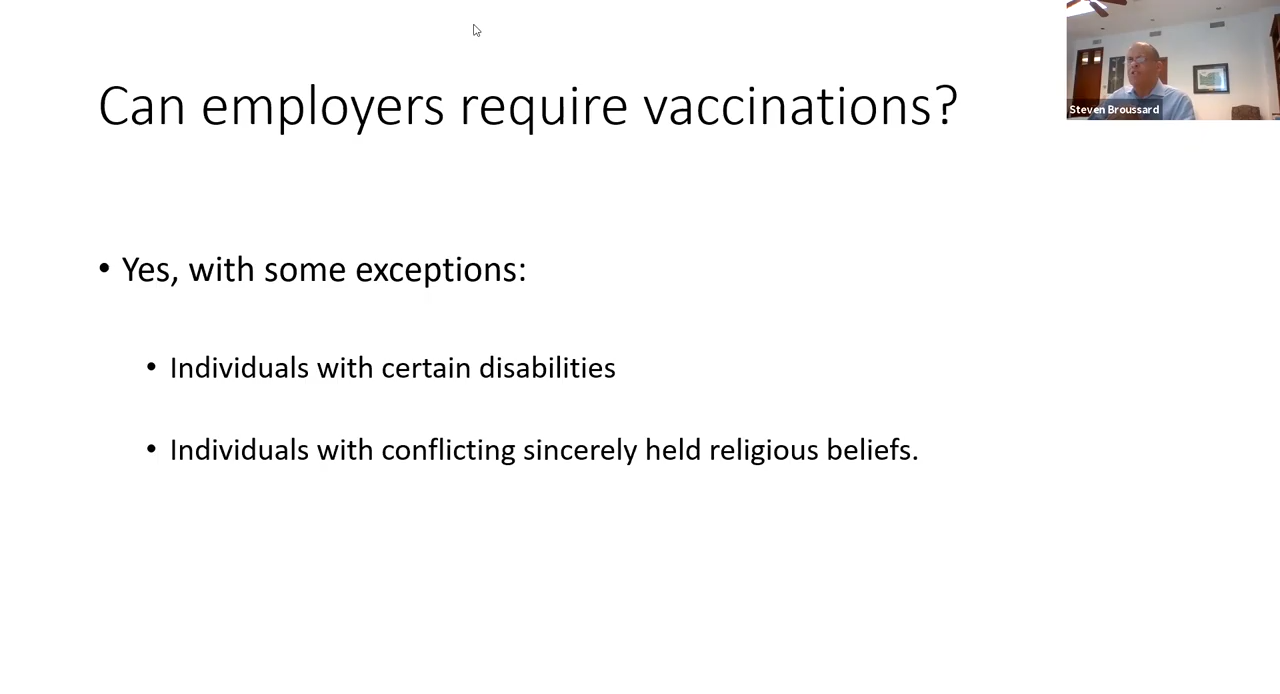 Can employers require vaccinations?
Steven Broussard
• Yes, with some exceptions:
• Individuals with certain disabilities
• Individuals with conflicting sincerely held religious beliefs.